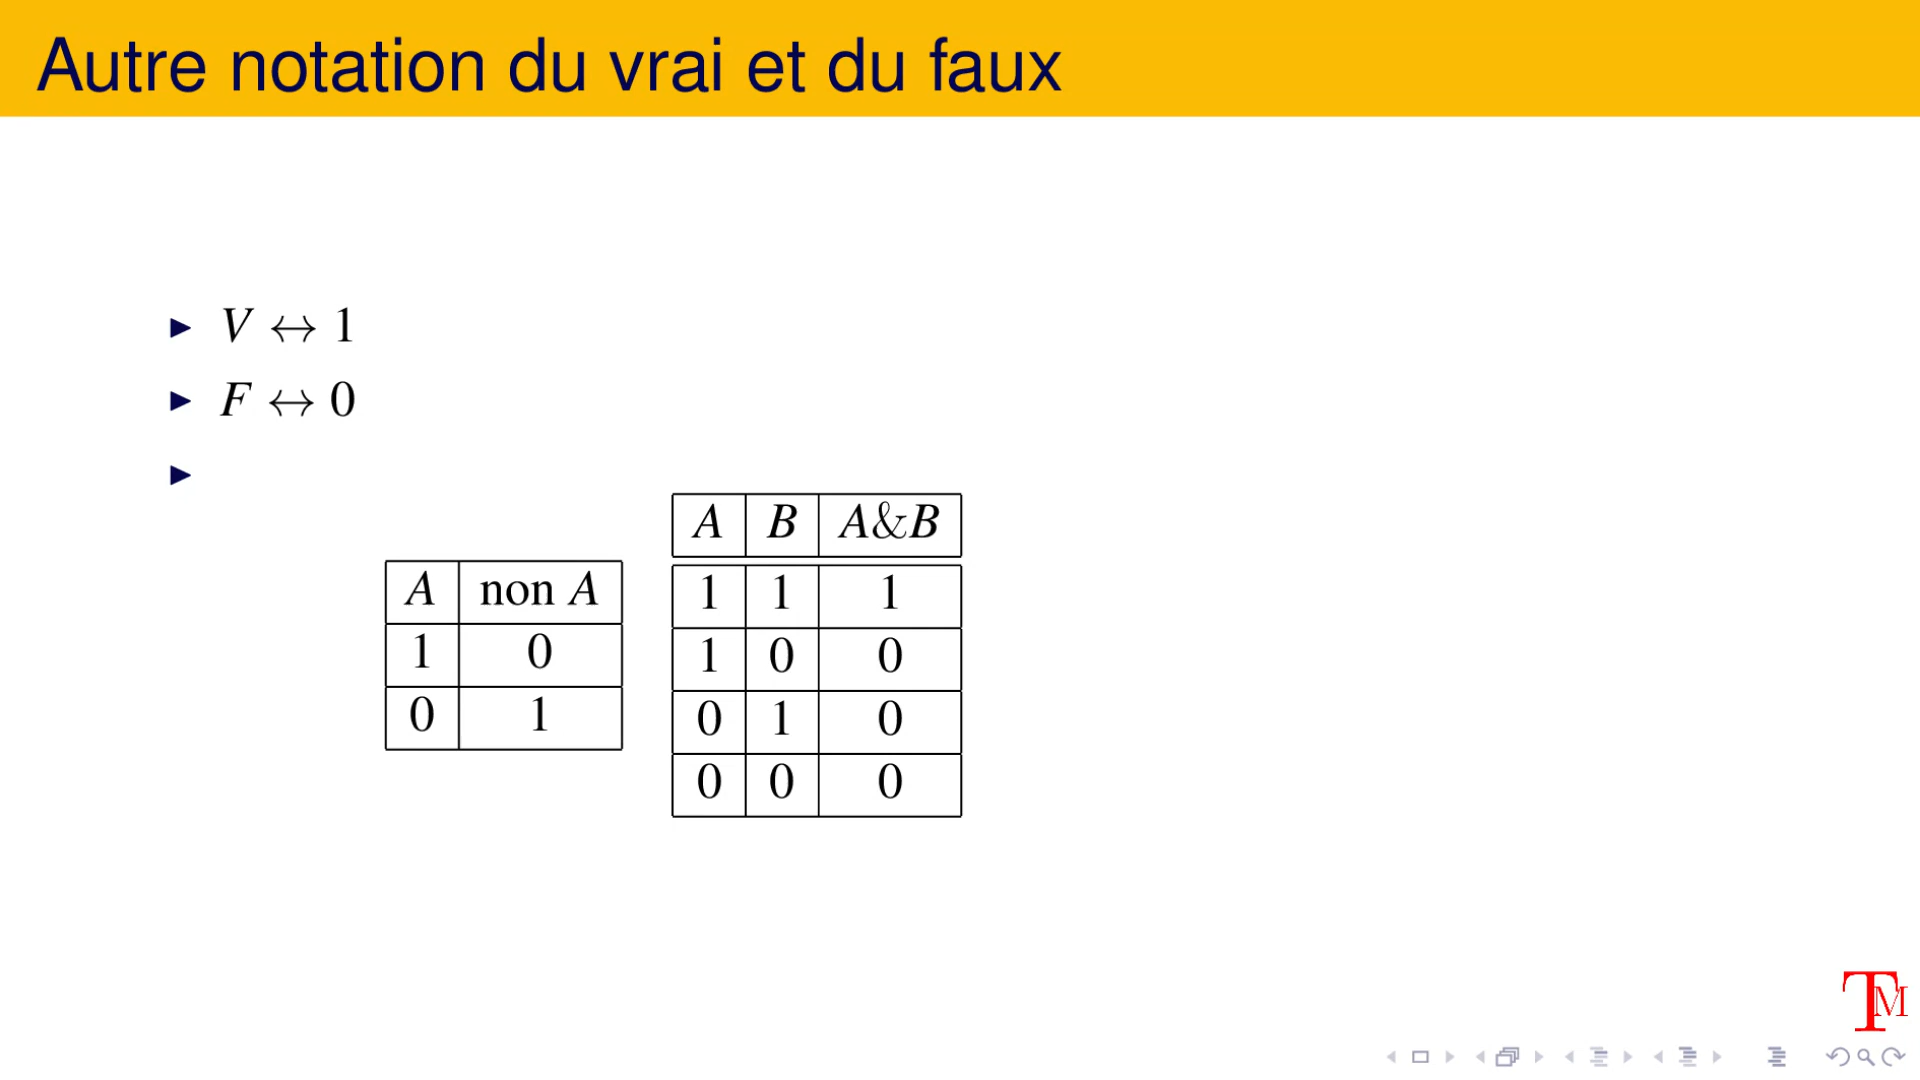 Autre notation du vrai et du faux
▶ V ↔ 1
▶ F ↔ 0
▶
A non A
1 0
0 1
A B A&B
1 1 1
1 0 0
0 1 0
0 0 0
TM